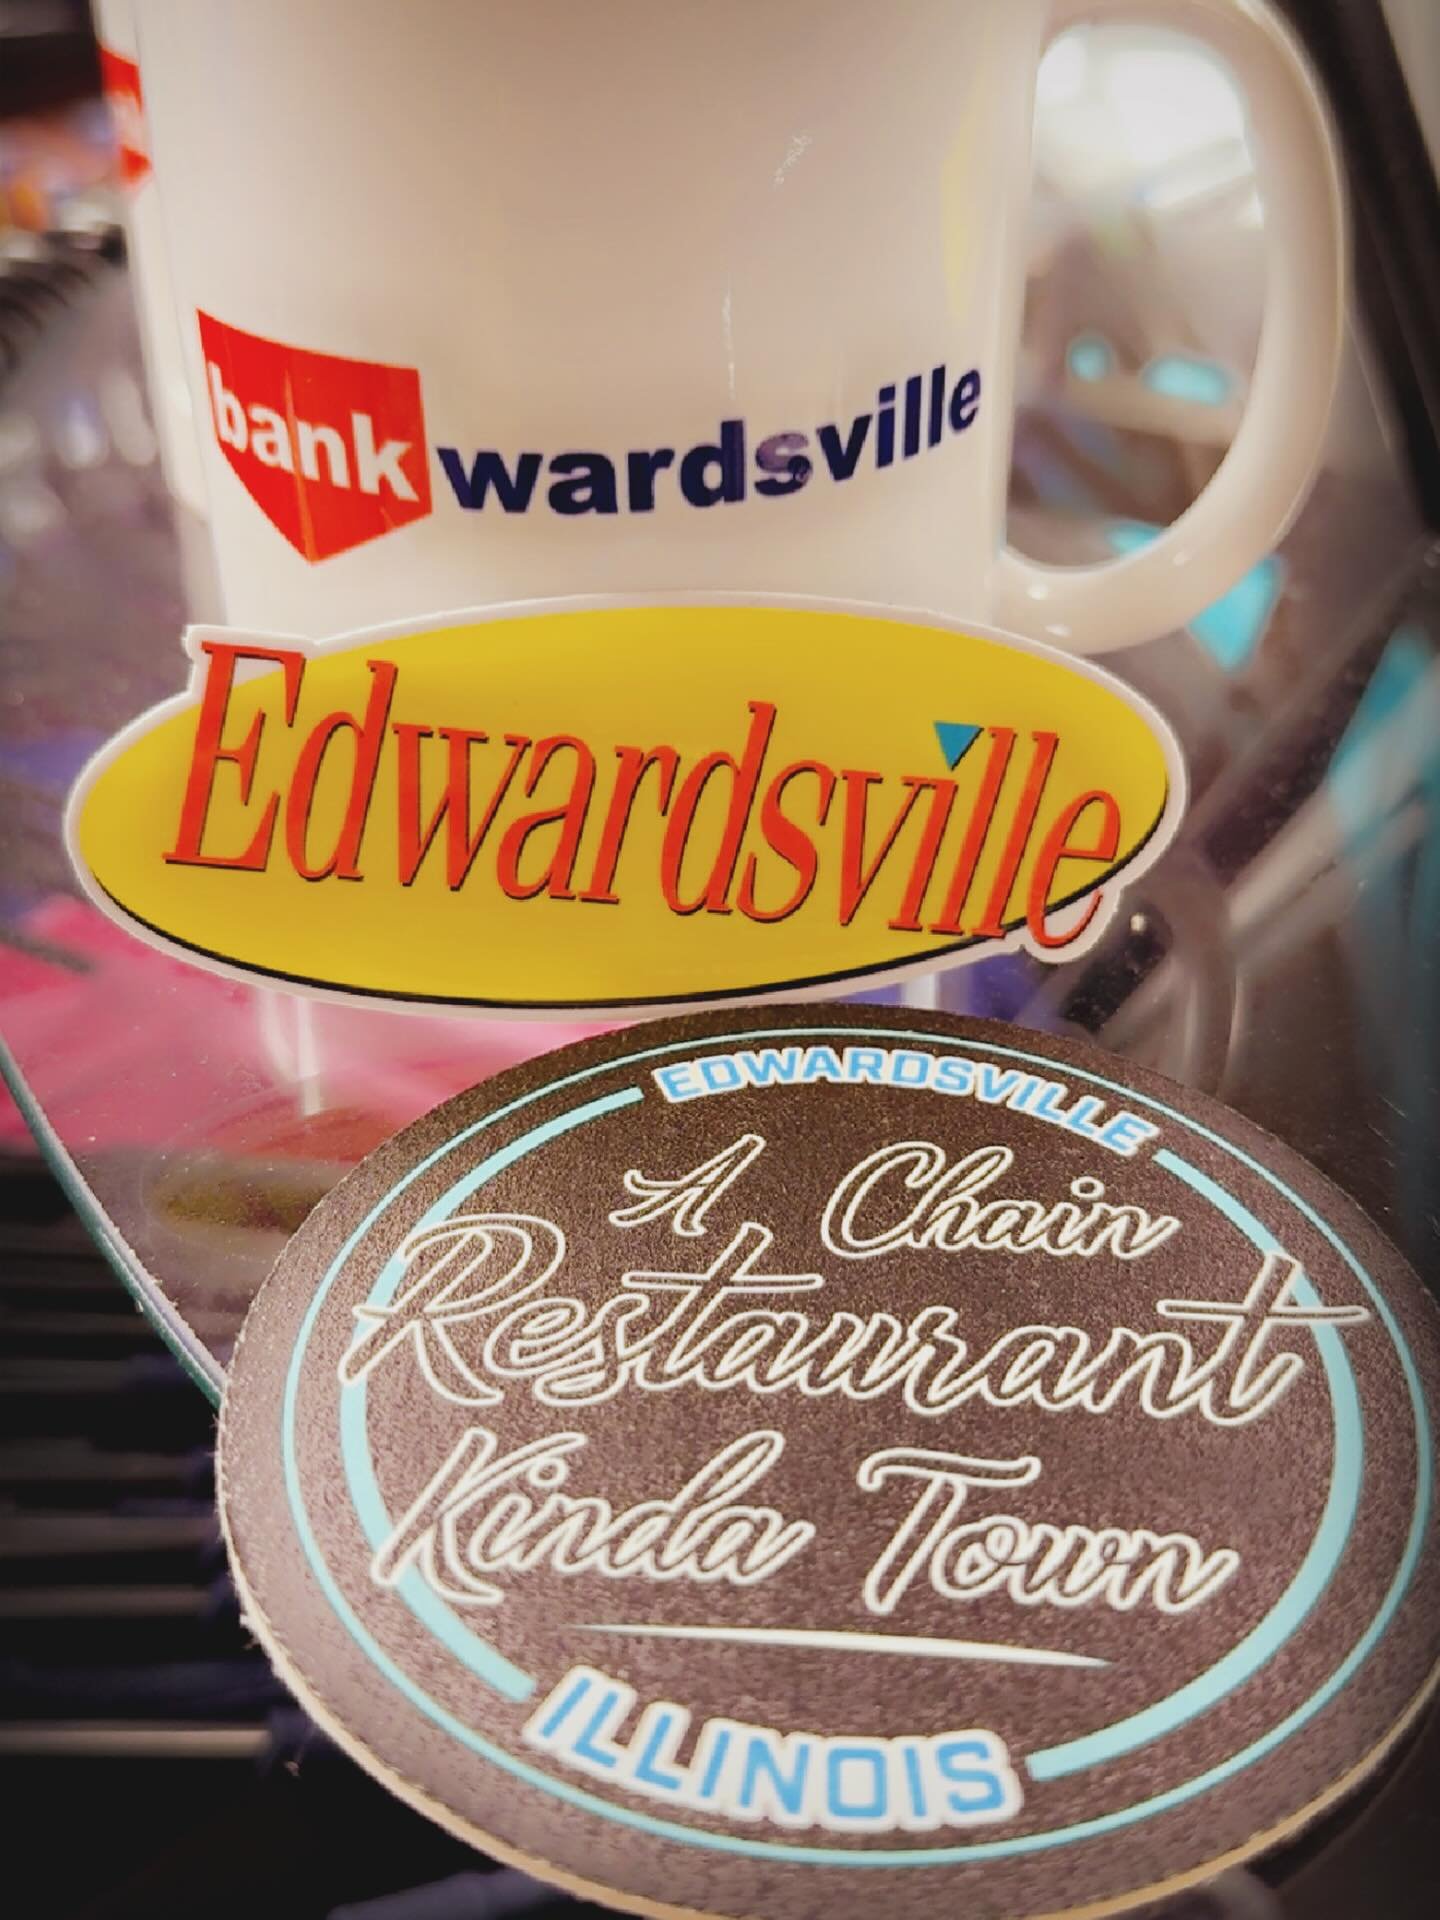 bank wardsville
Edwardsville
EDWARDSVILLE
A Chain
Restaurant
Kinda Town
ILLINOIS